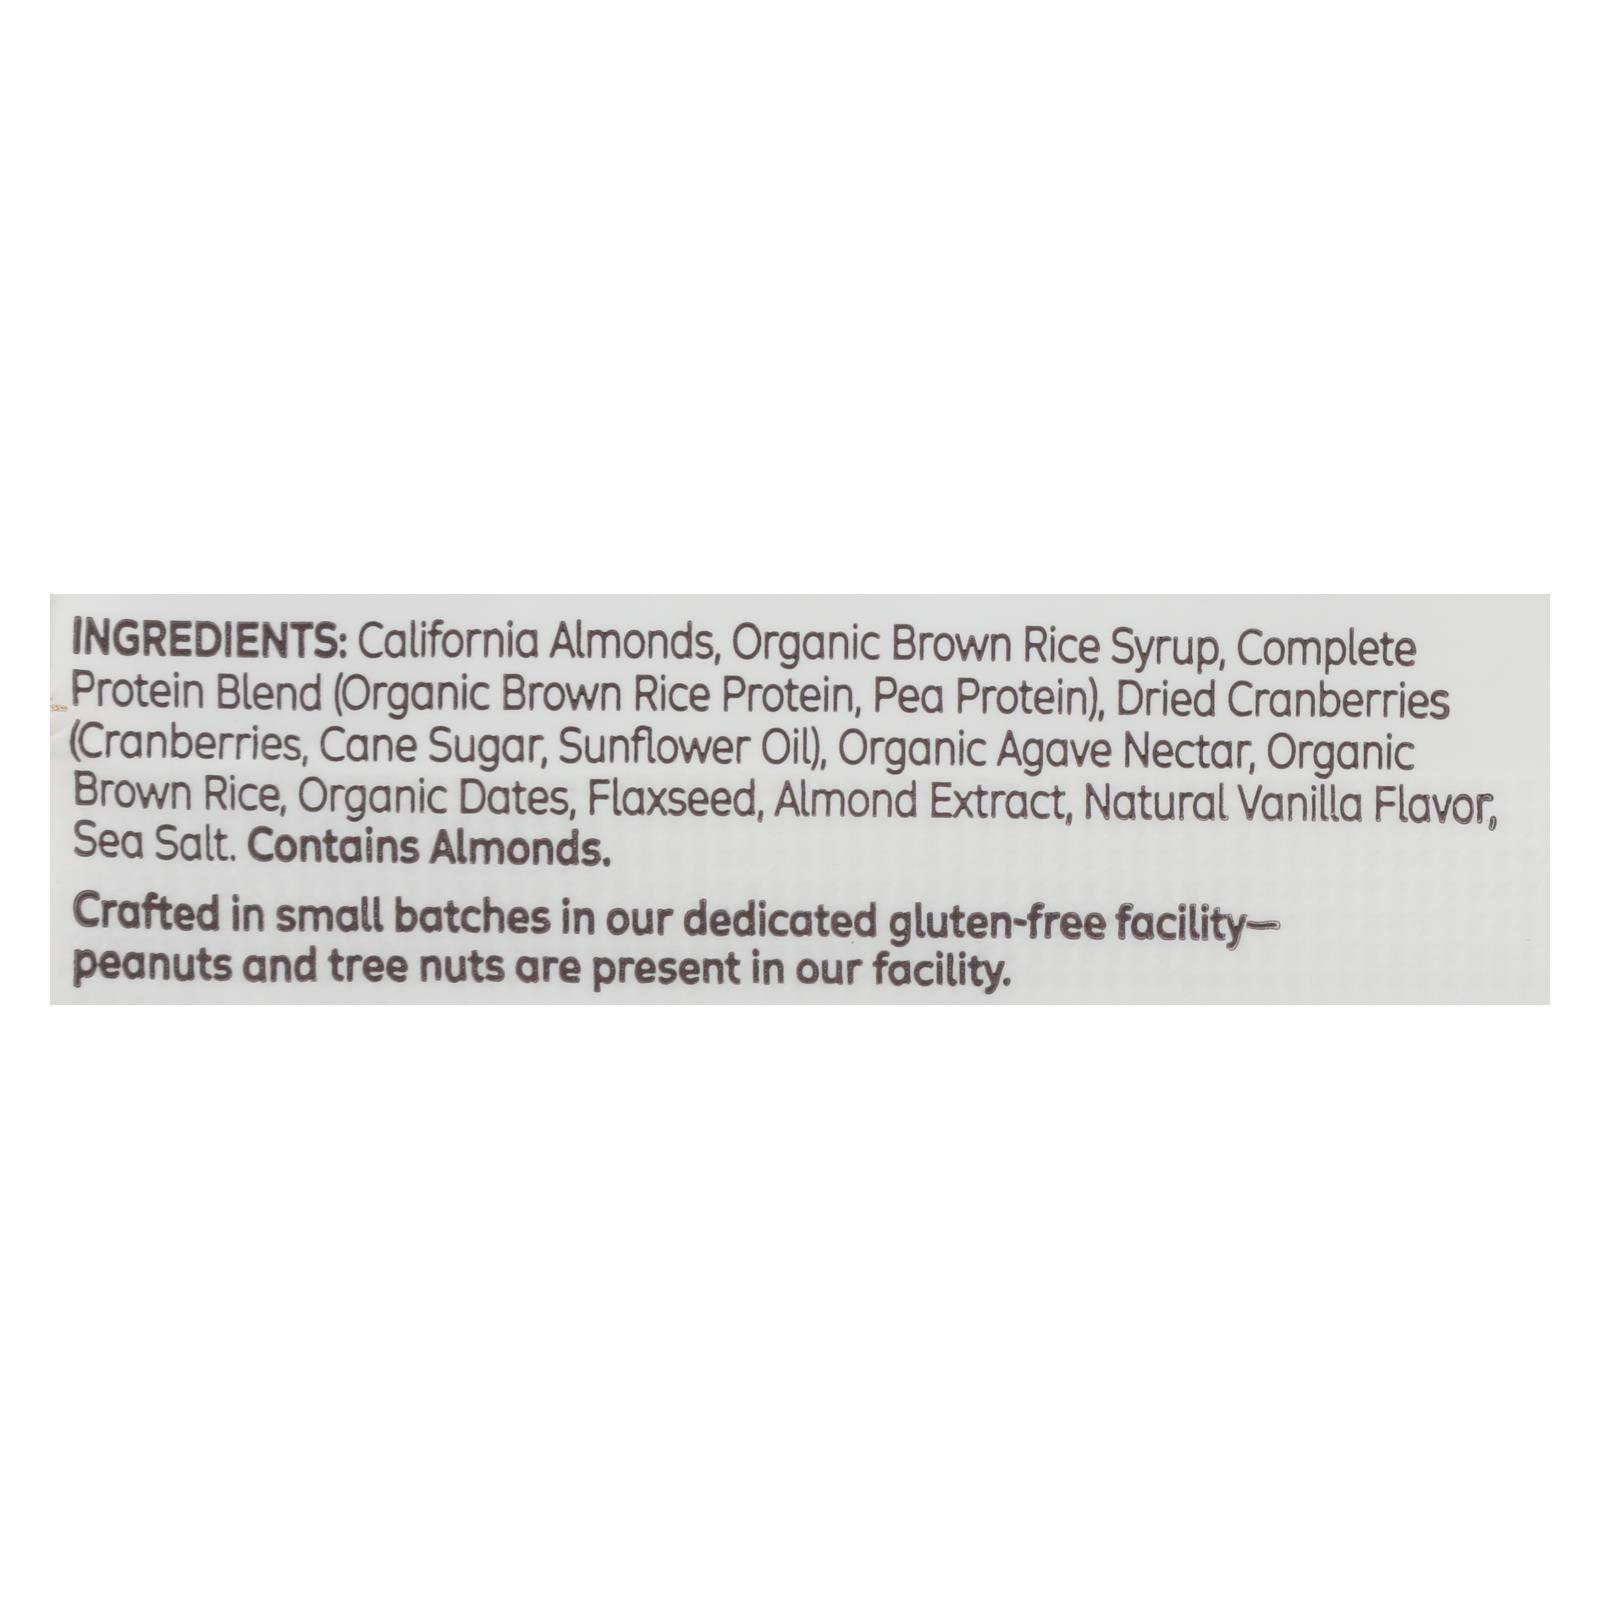 INGREDIENTS: California Almonds, Organic Brown Rice Syrup, Complete
Protein Blend (Organic Brown Rice Protein, Pea Protein), Dried Cranberries
(Cranberries, Cane Sugar, Sunflower Oil), Organic Agave Nectar, Organic
Brown Rice, Organic Dates, Flaxseed, Almond Extract, Natural Vanilla Flavor,
Sea Salt. Contains Almonds.
Crafted in small batches in our dedicated gluten-free facility—
peanuts and tree nuts are present in our facility.